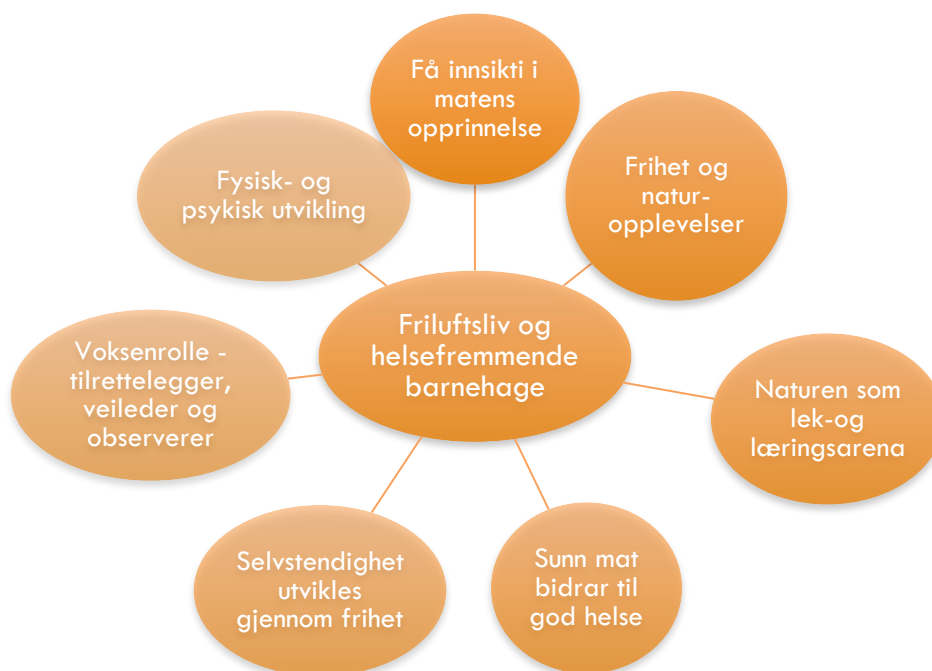 Få innsikti i
matens
opprinnelse
Frihet og
natur-
opplevelser
Fysisk- og
psykisk utvikling
Friluftsliv og
helsefremmende
barnehage
Voksenrolle -
tilrettelegger,
veileder og
observerer
Naturen som
lek-og
læringsarena
Selvstendighet
utvikles
gjennom frihet
Sunn mat
bidrar til
god helse